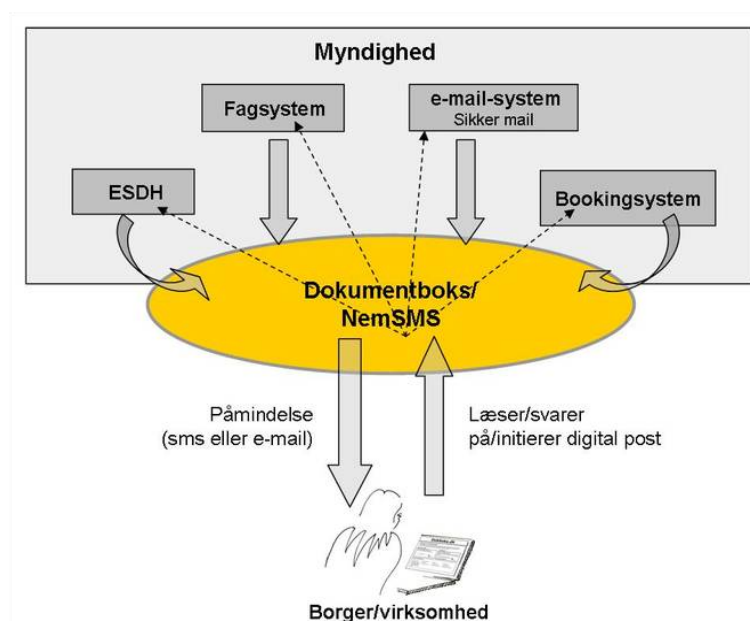 Myndighed
Fagsystem
e-mail-system
Sikker mail
ESDH
Bookingsystem
Dokumentboks/
NemSMS
Påmindelse
(sms eller e-mail)
Læser/svarer
på/initierer digital post
Borger/virksomhed